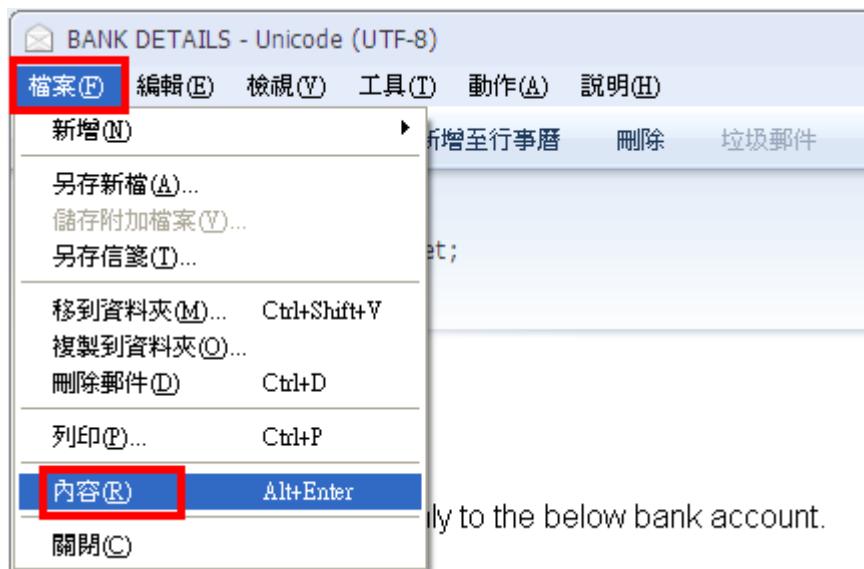 BANK DETAILS - Unicode (UTF-8)
檔案(F) 編輯(E) 檢視(V) 工具(T) 動作(A) 說明(H)
新增(N)
新增至行事曆 刪除 垃圾郵件
另存新檔(A)...
儲存附加檔案(V)...
另存信箋(T)...
et;
移到資料夾(M)... Ctrl+Shift+V
複製到資料夾(O)...
刪除郵件(D) Ctrl+D
列印(P)... Ctrl+P
內容(R) Alt+Enter
ly to the below bank account.
關閉(C)